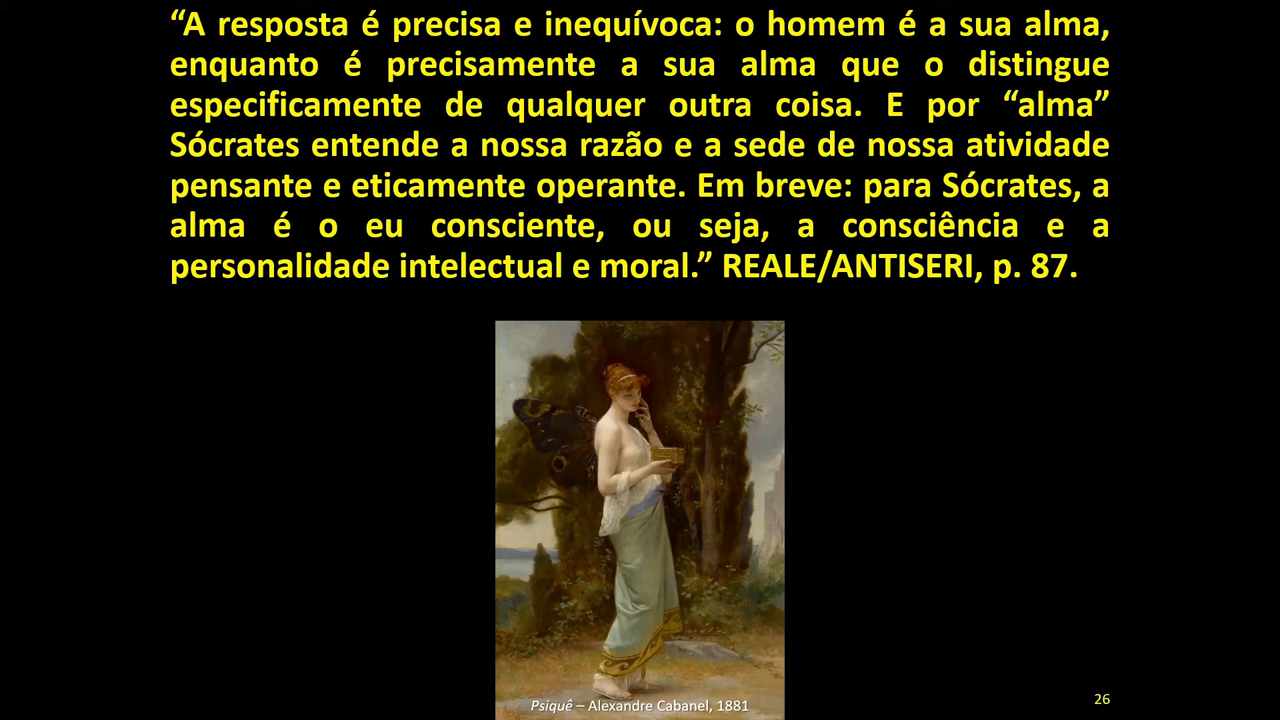 “A resposta é precisa e inequívoca: o homem é a sua alma,
enquanto é precisamente a sua alma que o distingue
especificamente de qualquer outra coisa. E por “alma”
Sócrates entende a nossa razão e a sede de nossa atividade
pensante e eticamente operante. Em breve: para Sócrates, a
alma é o eu consciente, ou seja, a consciência e a
personalidade intelectual e moral.” REALE/ANTISERI, p. 87.
Psiquê – Alexandre Cabanel, 1881
26